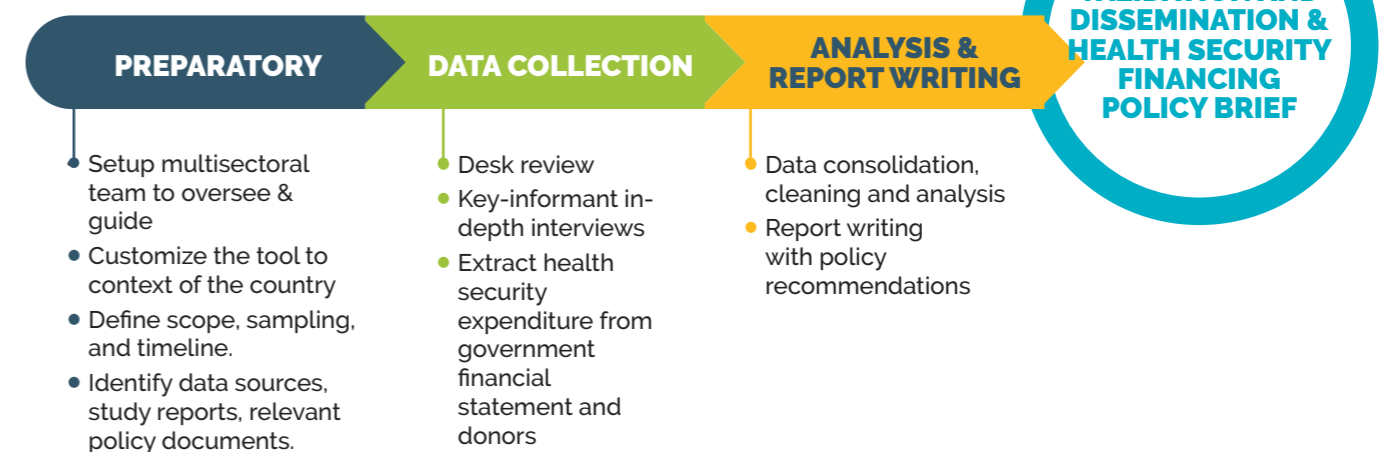 PREPARATORY
DATA COLLECTION
ANALYSIS &
REPORT WRITING
DISSEMINATION &
HEALTH SECURITY
FINANCING
POLICY BRIEF
Setup multisectoral
team to oversee &
guide
Customize the tool to
context of the country
Define scope, sampling,
and timeline.
Identify data sources,
study reports, relevant
policy documents.
Desk review
Key-informant in-
depth interviews
Extract health
security
expenditure from
government
financial
statement and
donors
Data consolidation,
cleaning and analysis
Report writing
with policy
recommendations